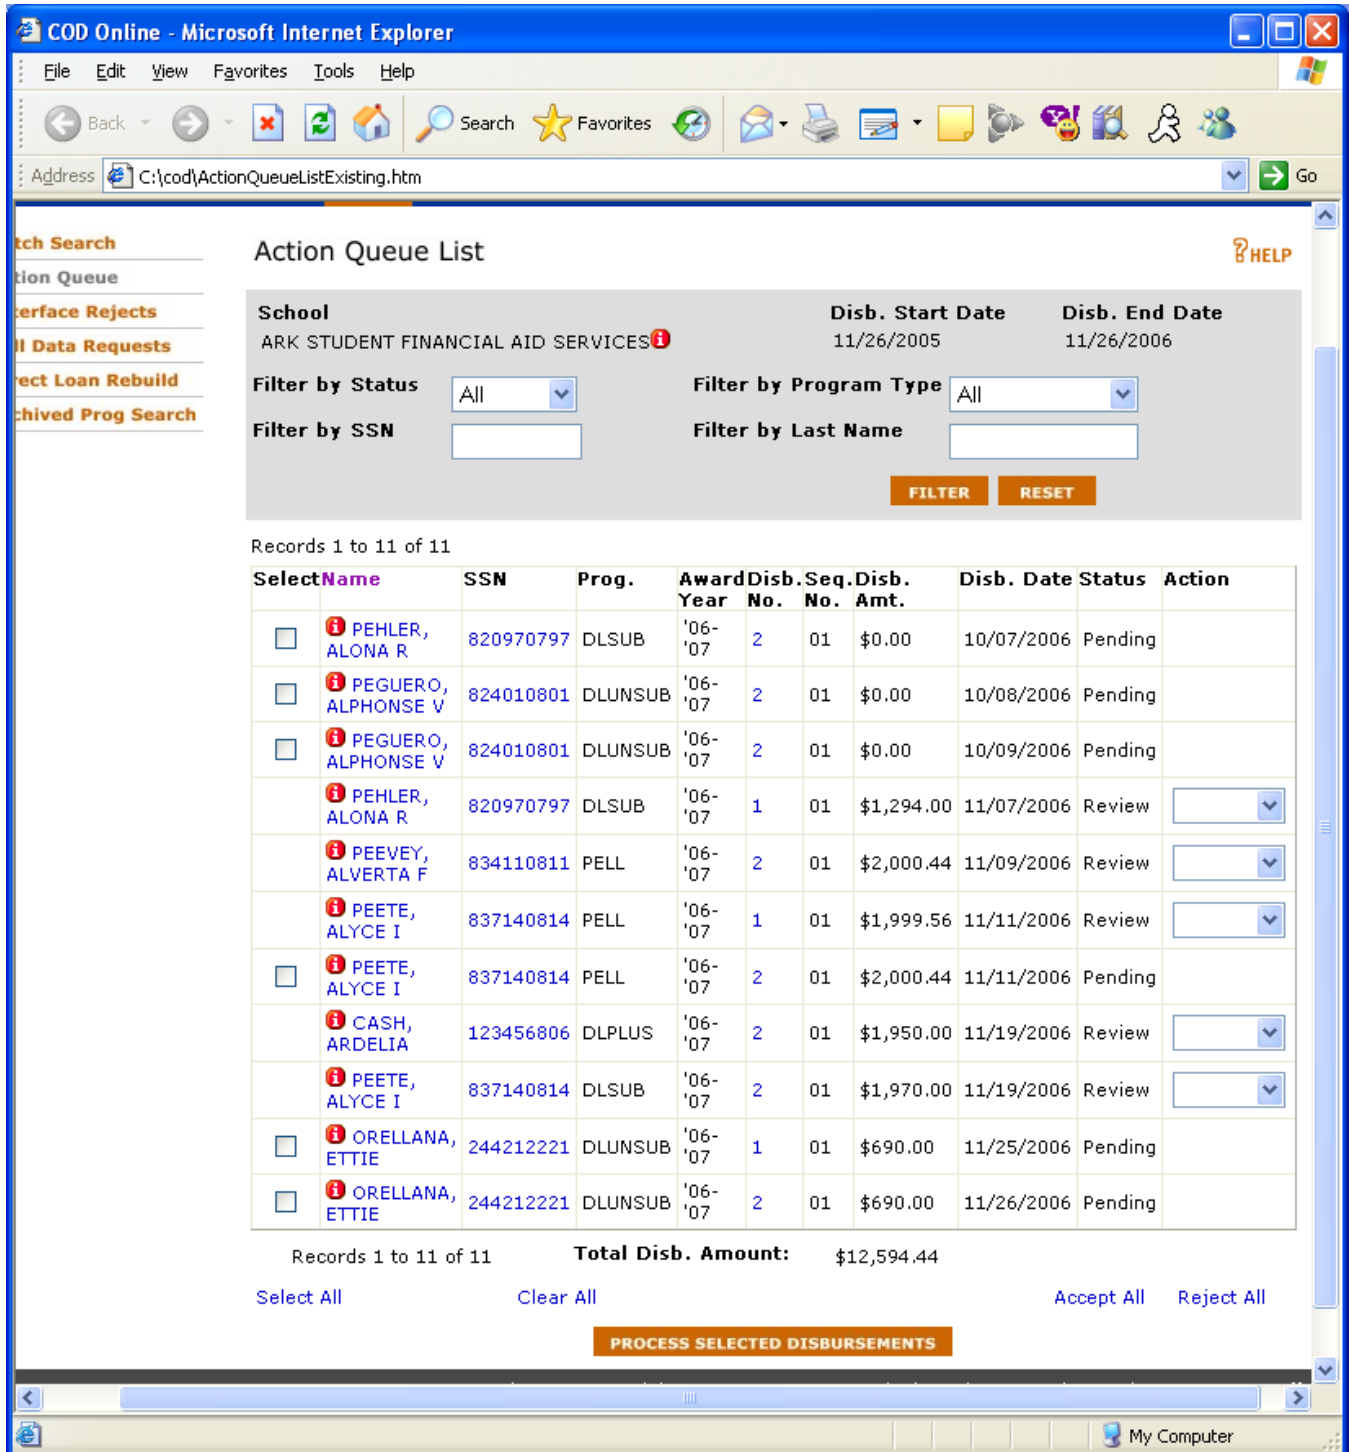 COD Online - Microsoft Internet Explorer
File Edit View Favorites Tools Help
Back Search Favorites
Address C:\cod\ActionQueueListExisting.htm Go
tch Search
tion Queue
terface Rejects
ll Data Requests
rect Loan Rebuild
chived Prog Search
Action Queue List
? HELP
School Disb. Start Date Disb. End Date
ARK STUDENT FINANCIAL AID SERVICES 11/26/2005 11/26/2006
Filter by Status All Filter by Program Type All
Filter by SSN Filter by Last Name
FILTER RESET
Records 1 to 11 of 11
Select Name SSN Prog. Award Year Disb. No. Seq. No. Disb. Amt. Disb. Date Status Action
PEHLER, ALONA R 820970797 DLSUB '06-'07 2 01 $0.00 10/07/2006 Pending
PEGUERO, ALPHONSE V 824010801 DLUNSUB '06-'07 2 01 $0.00 10/08/2006 Pending
PEGUERO, ALPHONSE V 824010801 DLUNSUB '06-'07 2 01 $0.00 10/09/2006 Pending
PEHLER, ALONA R 820970797 DLSUB '06-'07 1 01 $1,294.00 11/07/2006 Review
PEEVEY, ALVERTA F 834110811 PELL '06-'07 2 01 $2,000.44 11/09/2006 Review
PEETE, ALYCE I 837140814 PELL '06-'07 1 01 $1,999.56 11/11/2006 Review
PEETE, ALYCE I 837140814 PELL '06-'07 2 01 $2,000.44 11/11/2006 Pending
CASH, ARDELIA 123456806 DLPLUS '06-'07 2 01 $1,950.00 11/19/2006 Review
PEETE, ALYCE I 837140814 DLSUB '06-'07 2 01 $1,970.00 11/19/2006 Review
ORELLANA, ETTIE 244212221 DLUNSUB '06-'07 1 01 $690.00 11/25/2006 Pending
ORELLANA, ETTIE 244212221 DLUNSUB '06-'07 2 01 $690.00 11/26/2006 Pending
Records 1 to 11 of 11 Total Disb. Amount: $12,594.44
Select All Clear All Accept All Reject All
PROCESS SELECTED DISBURSEMENTS
My Computer